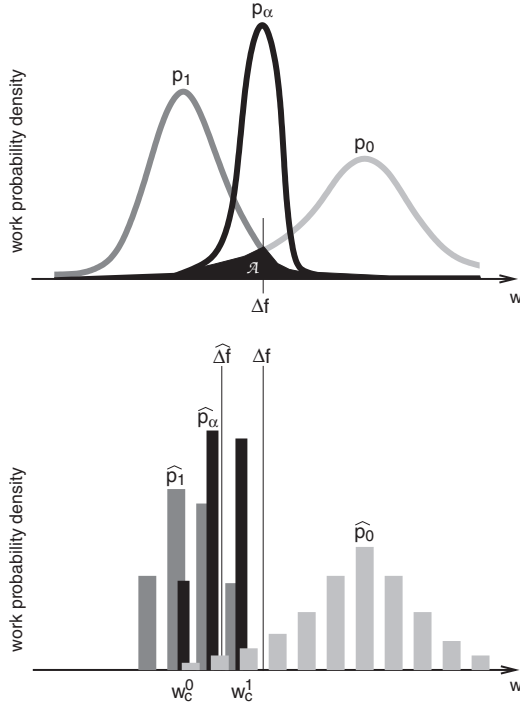 pα
p1
p0
work probability density
𝒜
w
Δf
Δf̂ Δf
p̂α
p̂1
p̂0
work probability density
w
w_c^0 w_c^1